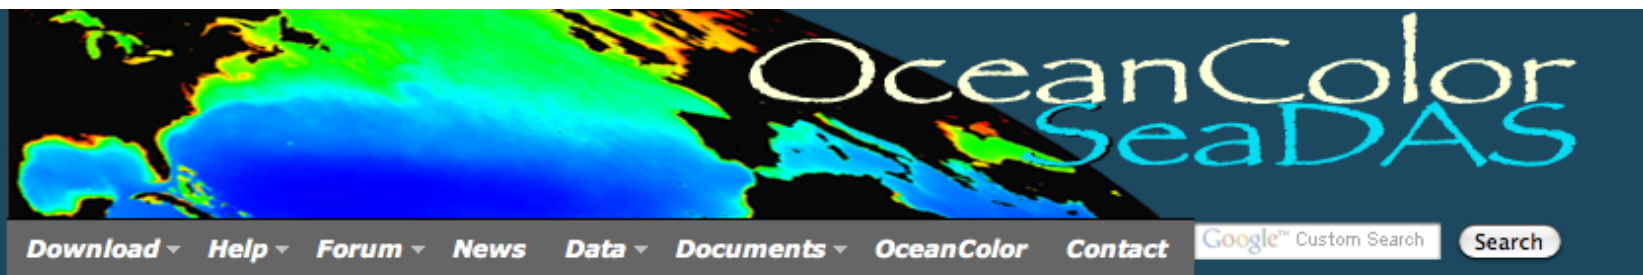 OceanColor
SeaDAS
Download Help Forum News Data Documents OceanColor Contact Google™ Custom Search Search